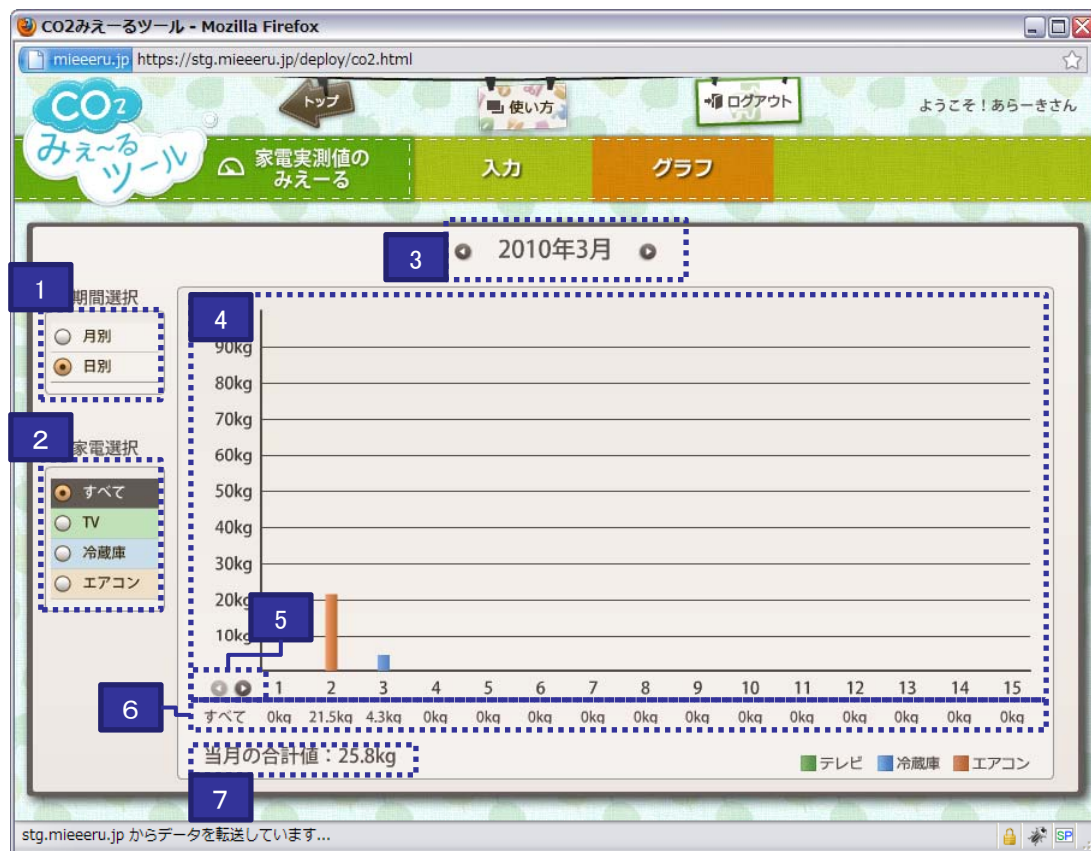 CO2みえーるツール - Mozilla Firefox
mieeeru.jp https://stg.mieeeru.jp/deploy/co2.html
CO2
みえ~る
ツール
トップ
使い方
ログアウト
ようこそ！あらーきさん
家電実測値の
みえーる
入力
グラフ
3
2010年3月
1
期間選択
月別
日別
2
家電選択
すべて
TV
冷蔵庫
エアコン
4
90kg
80kg
70kg
60kg
50kg
40kg
30kg
20kg
10kg
5
1 2 3 4 5 6 7 8 9 10 11 12 13 14 15
6
すべて 0kg 21.5kg 4.3kg 0kg 0kg 0kg 0kg 0kg 0kg 0kg 0kg 0kg 0kg 0kg 0kg
当月の合計値：25.8kg
テレビ 冷蔵庫 エアコン
7
stg.mieeeru.jp からデータを転送しています...
SP